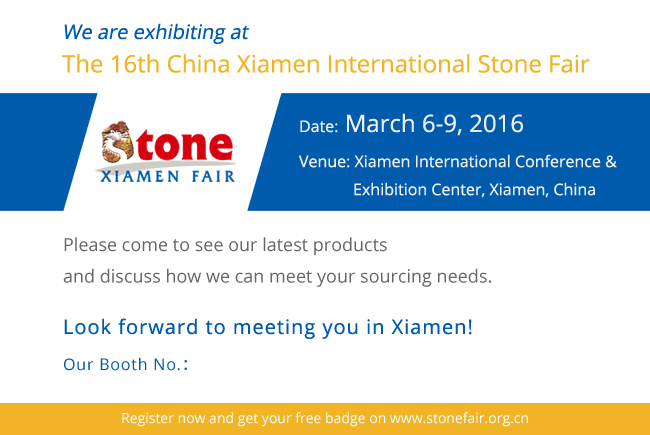 We are exhibiting at
The 16th China Xiamen International Stone Fair
Stone
XIAMEN FAIR
Date: March 6-9, 2016
Venue: Xiamen International Conference &
Exhibition Center, Xiamen, China
Please come to see our latest products
and discuss how we can meet your sourcing needs.
Look forward to meeting you in Xiamen!
Our Booth No.：
Register now and get your free badge on www.stonefair.org.cn